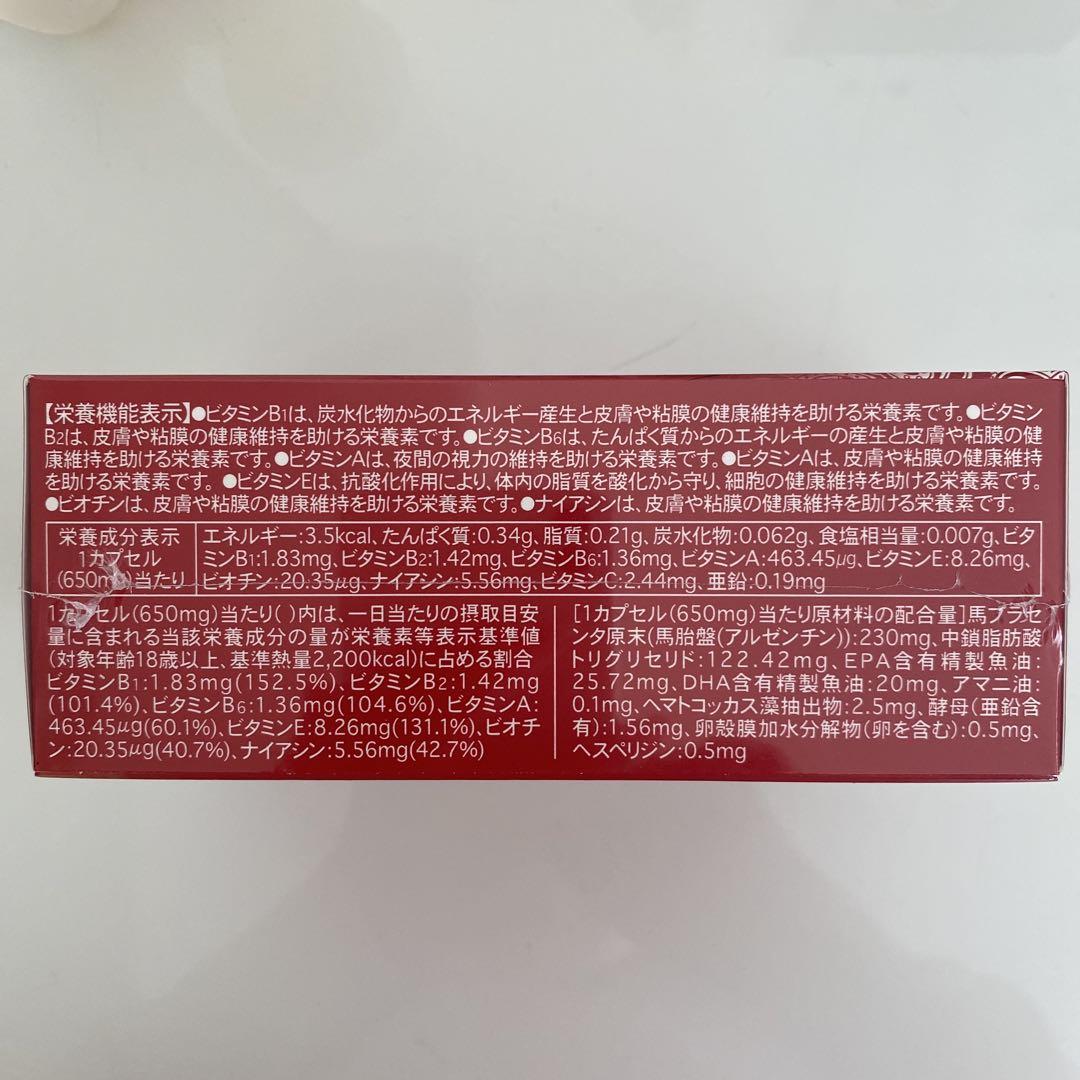 【栄養機能表示】●ビタミンB1は、炭水化物からのエネルギー産生と皮膚や粘膜の健康維持を助ける栄養素です。●ビタミン
B2は、皮膚や粘膜の健康維持を助ける栄養素です。●ビタミンB6は、たんぱく質からのエネルギーの産生と皮膚や粘膜の健
康維持を助ける栄養素です。●ビタミンAは、夜間の視力の維持を助ける栄養素です。●ビタミンAは、皮膚や粘膜の健康維持
を助ける栄養素です。●ビタミンEは、抗酸化作用により、体内の脂質を酸化から守り、細胞の健康維持を助ける栄養素です。
●ビオチンは、皮膚や粘膜の健康維持を助ける栄養素です。●ナイアシンは、皮膚や粘膜の健康維持を助ける栄養素です。
栄養成分表示
1カプセル
(650mg)当たり
エネルギー:3.5kcal、たんぱく質:0.34g、脂質:0.21g、炭水化物:0.062g、食塩相当量:0.007g、ビタ
ミンB1:1.83mg、ビタミンB2:1.42mg、ビタミンB6:1.36mg、ビタミンA:463.45μg、ビタミンE:8.26mg、
ビオチン:20.35μg、ナイアシン:5.56mg、ビタミンC:2.44mg、亜鉛:0.19mg
1カプセル(650mg)当たり( )内は、一日当たりの摂取目安
量に含まれる当該栄養成分の量が栄養素等表示基準値
(対象年齢18歳以上、基準熱量2,200kcal)に占める割合
ビタミンB1:1.83mg(152.5%)、ビタミンB2:1.42mg
(101.4%)、ビタミンB6:1.36mg(104.6%)、ビタミンA:
463.45μg(60.1%)、ビタミンE:8.26mg(131.1%)、ビオチン
:20.35μg(40.7%)、ナイアシン:5.56mg(42.7%)
[1カプセル(650mg)当たり原材料の配合量]馬プラセ
ンタ原末(馬胎盤(アルゼンチン)):230mg、中鎖脂肪酸
トリグリセリド:122.42mg、EPA含有精製魚油:
25.72mg、DHA含有精製魚油:20mg、アマニ油:
0.1mg、ヘマトコッカス藻抽出物:2.5mg、酵母(亜鉛含
有):1.56mg、卵殻膜加水分解物(卵を含む):0.5mg、
ヘスペリジン:0.5mg